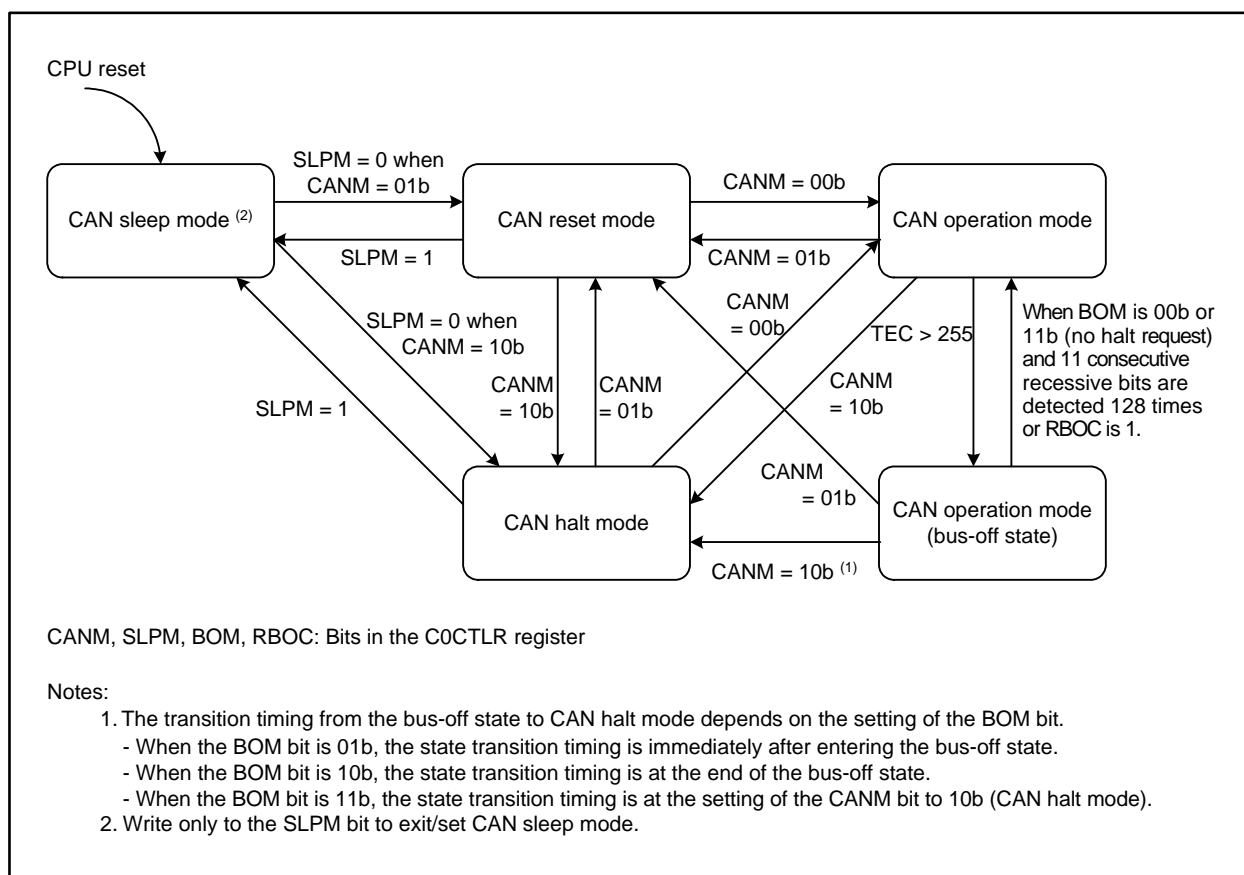 CPU reset
SLPM = 0 when
CANM = 01b
CANM = 00b
CAN sleep mode (2)
CAN reset mode
CAN operation mode
SLPM = 1
CANM = 01b
SLPM = 0 when
CANM = 10b
CANM
= 00b
TEC > 255
When BOM is 00b or
11b (no halt request)
and 11 consecutive
recessive bits are
detected 128 times
or RBOC is 1.
SLPM = 1
CANM
= 10b
CANM
= 01b
CANM
= 10b
CANM
= 01b
CAN halt mode
CAN operation mode
(bus-off state)
CANM = 10b (1)
CANM, SLPM, BOM, RBOC: Bits in the C0CTLR register
Notes:
1. The transition timing from the bus-off state to CAN halt mode depends on the setting of the BOM bit.
- When the BOM bit is 01b, the state transition timing is immediately after entering the bus-off state.
- When the BOM bit is 10b, the state transition timing is at the end of the bus-off state.
- When the BOM bit is 11b, the state transition timing is at the setting of the CANM bit to 10b (CAN halt mode).
2. Write only to the SLPM bit to exit/set CAN sleep mode.